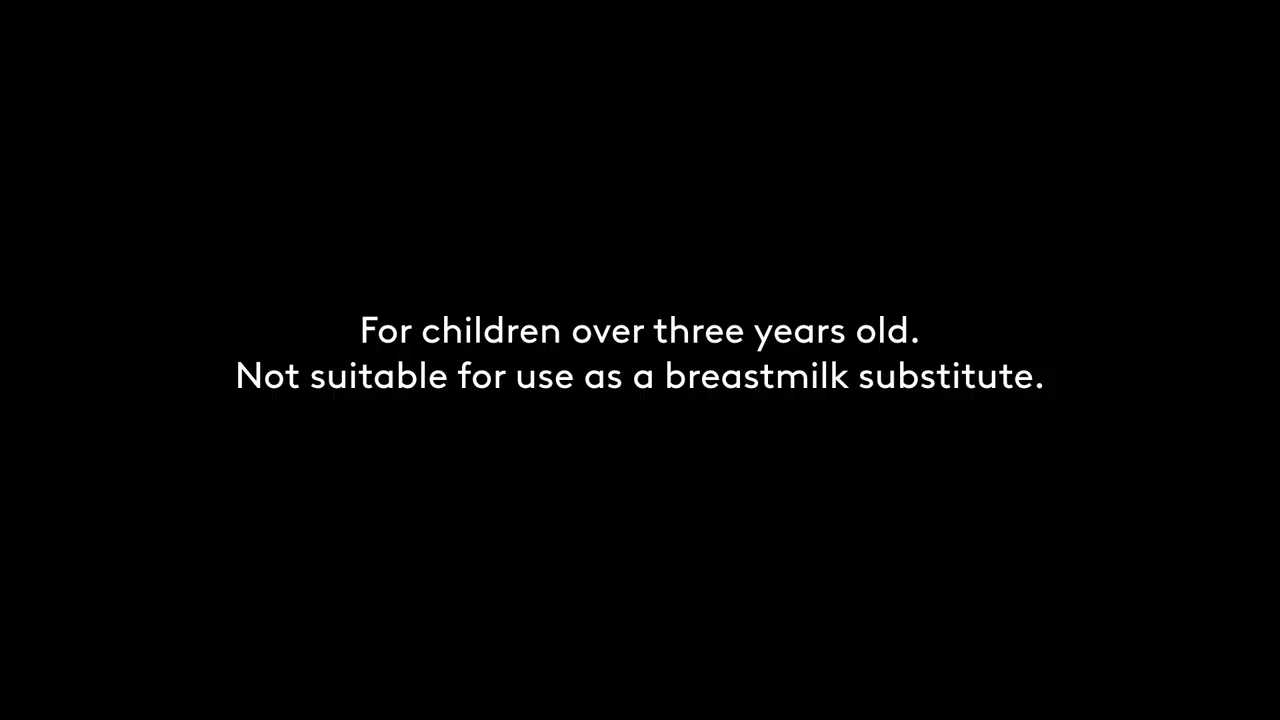 For children over three years old.
Not suitable for use as a breastmilk substitute.